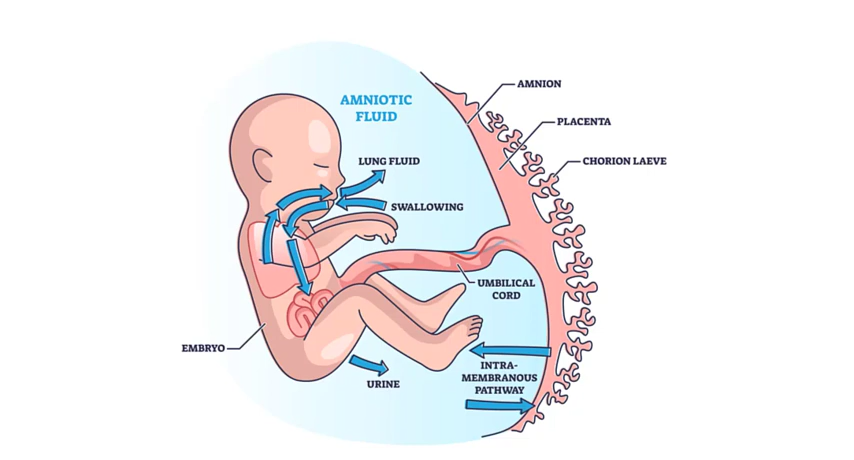 AMNION
AMNIOTIC
FLUID
PLACENTA
LUNG FLUID
CHORION LAEVE
SWALLOWING
UMBILICAL
CORD
EMBRYO
INTRA-
MEMBRANOUS
PATHWAY
URINE